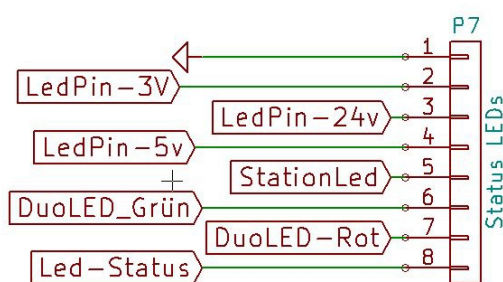 P7
1
LedPin-3V 2
LedPin-24v 3
LedPin-5v 4
StationLed 5
DuoLED_Grün 6
DuoLED-Rot 7
Led-Status 8
Status LEDs